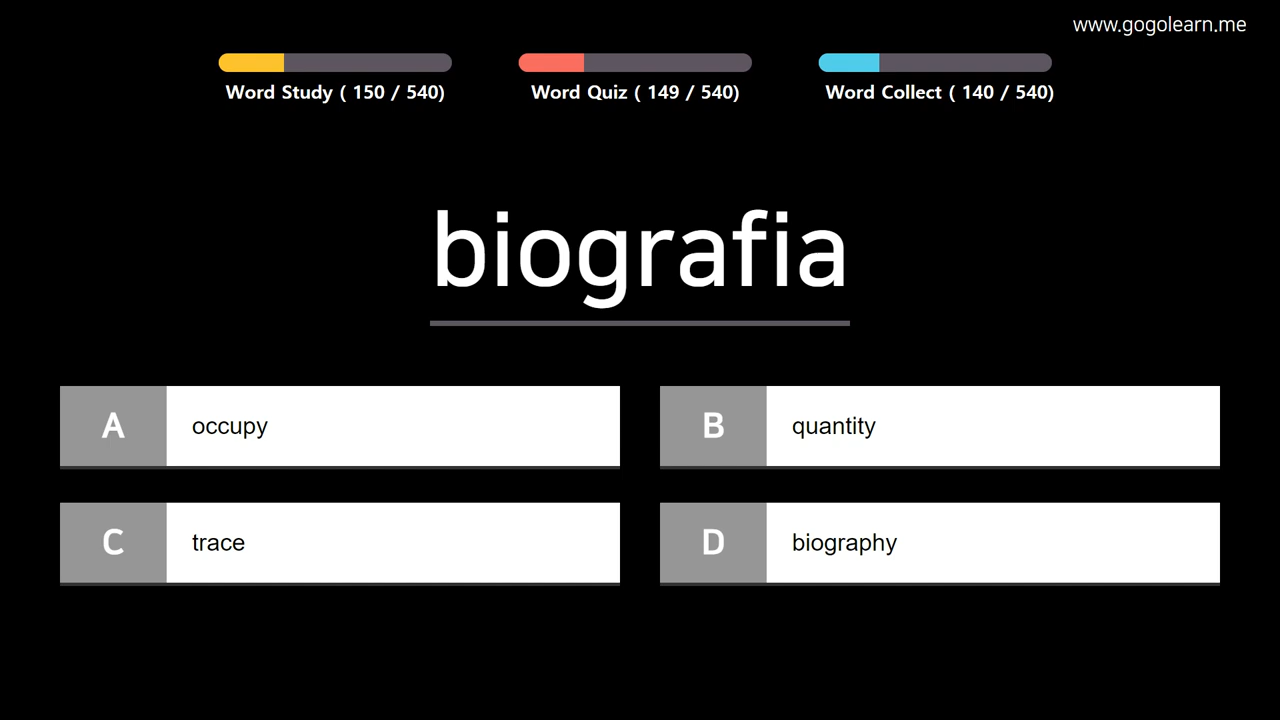 www.gogolearn.me
Word Study ( 150 / 540)
Word Quiz ( 149 / 540)
Word Collect ( 140 / 540)
biografia
A occupy
B quantity
C trace
D biography